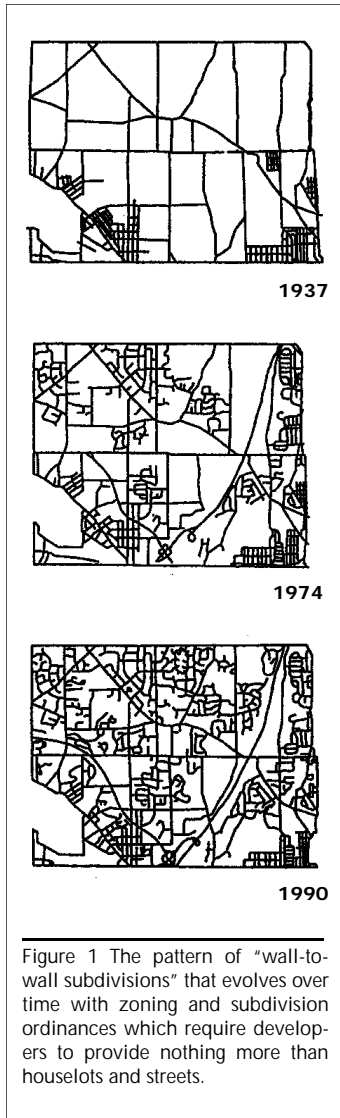 1937
1974
1990
Figure 1 The pattern of "wall-to-
wall subdivisions" that evolves over
time with zoning and subdivision
ordinances which require develop-
ers to provide nothing more than
houselots and streets.